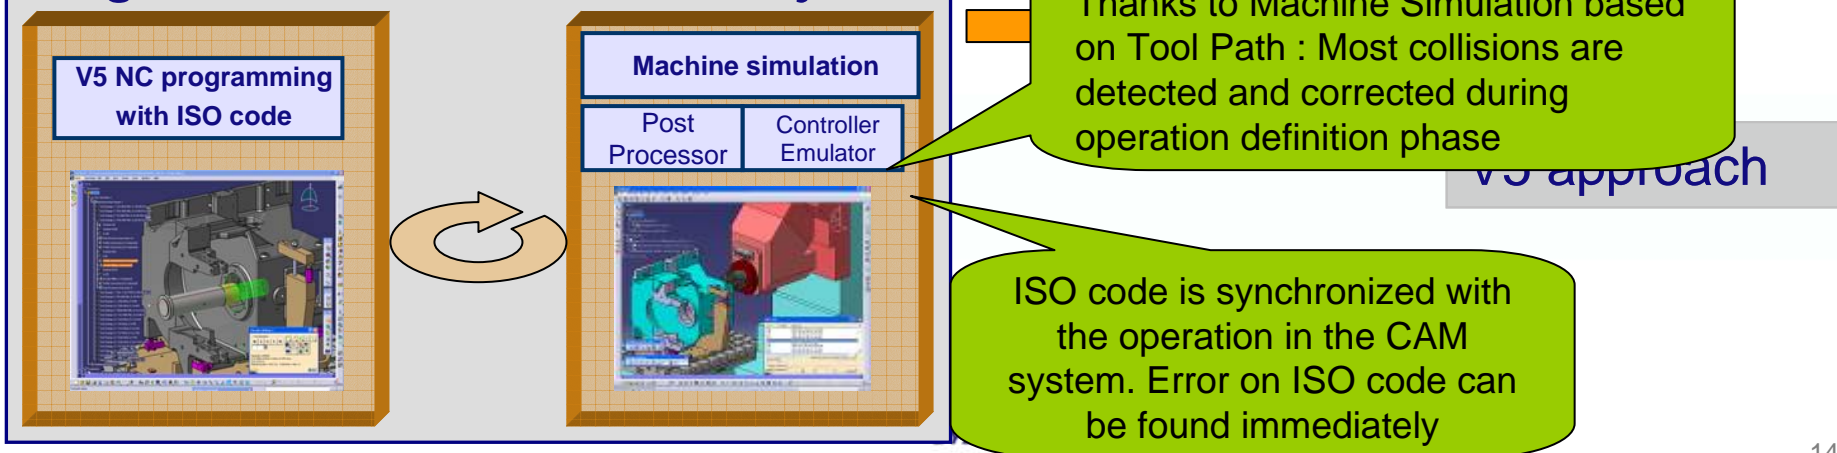 V5 NC programming
with ISO code
Machine simulation
Post
Processor
Controller
Emulator
Thanks to Machine Simulation based
on Tool Path : Most collisions are
detected and corrected during
operation definition phase
V5 approach
ISO code is synchronized with
the operation in the CAM
system. Error on ISO code can
be found immediately
14